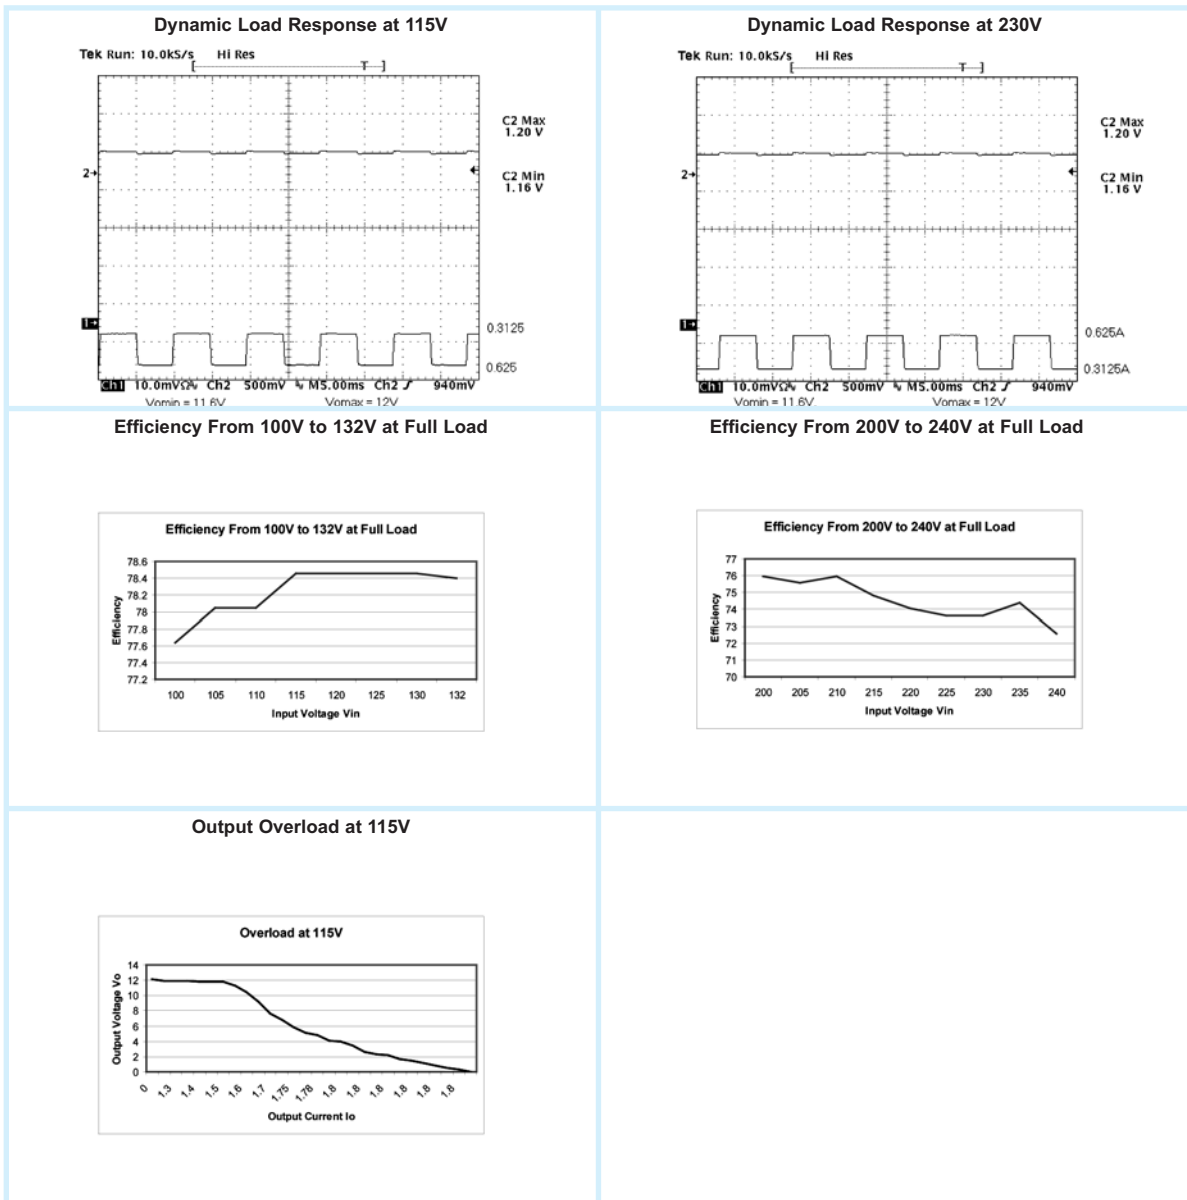 Dynamic Load Response at 115V
Tek Run: 10.0kS/s Hi Res
[ T ]
C2 Max
1.20 V
2→
C2 Min
1.16 V
1→
0.3125
0.625
Ch1 10.0mVΩ∿ Ch2 500mV ∿ M5.00ms Ch2 ∫ 940mV
Vomin = 11.6V Vomax = 12V
Dynamic Load Response at 230V
Tek Run: 10.0kS/s Hi Res
[ T ]
C2 Max
1.20 V
2→
C2 Min
1.16 V
1→
0.625A
0.3125A
Ch1 10.0mVΩ∿ Ch2 500mV ∿ M5.00ms Ch2 ∫ 940mV
Vomin = 11.6V. Vomax = 12V
Efficiency From 100V to 132V at Full Load
Efficiency From 100V to 132V at Full Load
78.6
78.4
78.2
78
77.8
77.6
77.4
77.2
Efficiency
100 105 110 115 120 125 130 132
Input Voltage Vin
Efficiency From 200V to 240V at Full Load
Efficiency From 200V to 240V at Full Load
77
76
75
74
73
72
71
70
Efficiency
200 205 210 215 220 225 230 235 240
Input Voltage Vin
Output Overload at 115V
Overload at 115V
14
12
10
8
6
4
2
0
Output Voltage Vo
0 1.3 1.4 1.5 1.6 1.7 1.75 1.78 1.8 1.8 1.8 1.8 1.8 1.8
Output Current Io